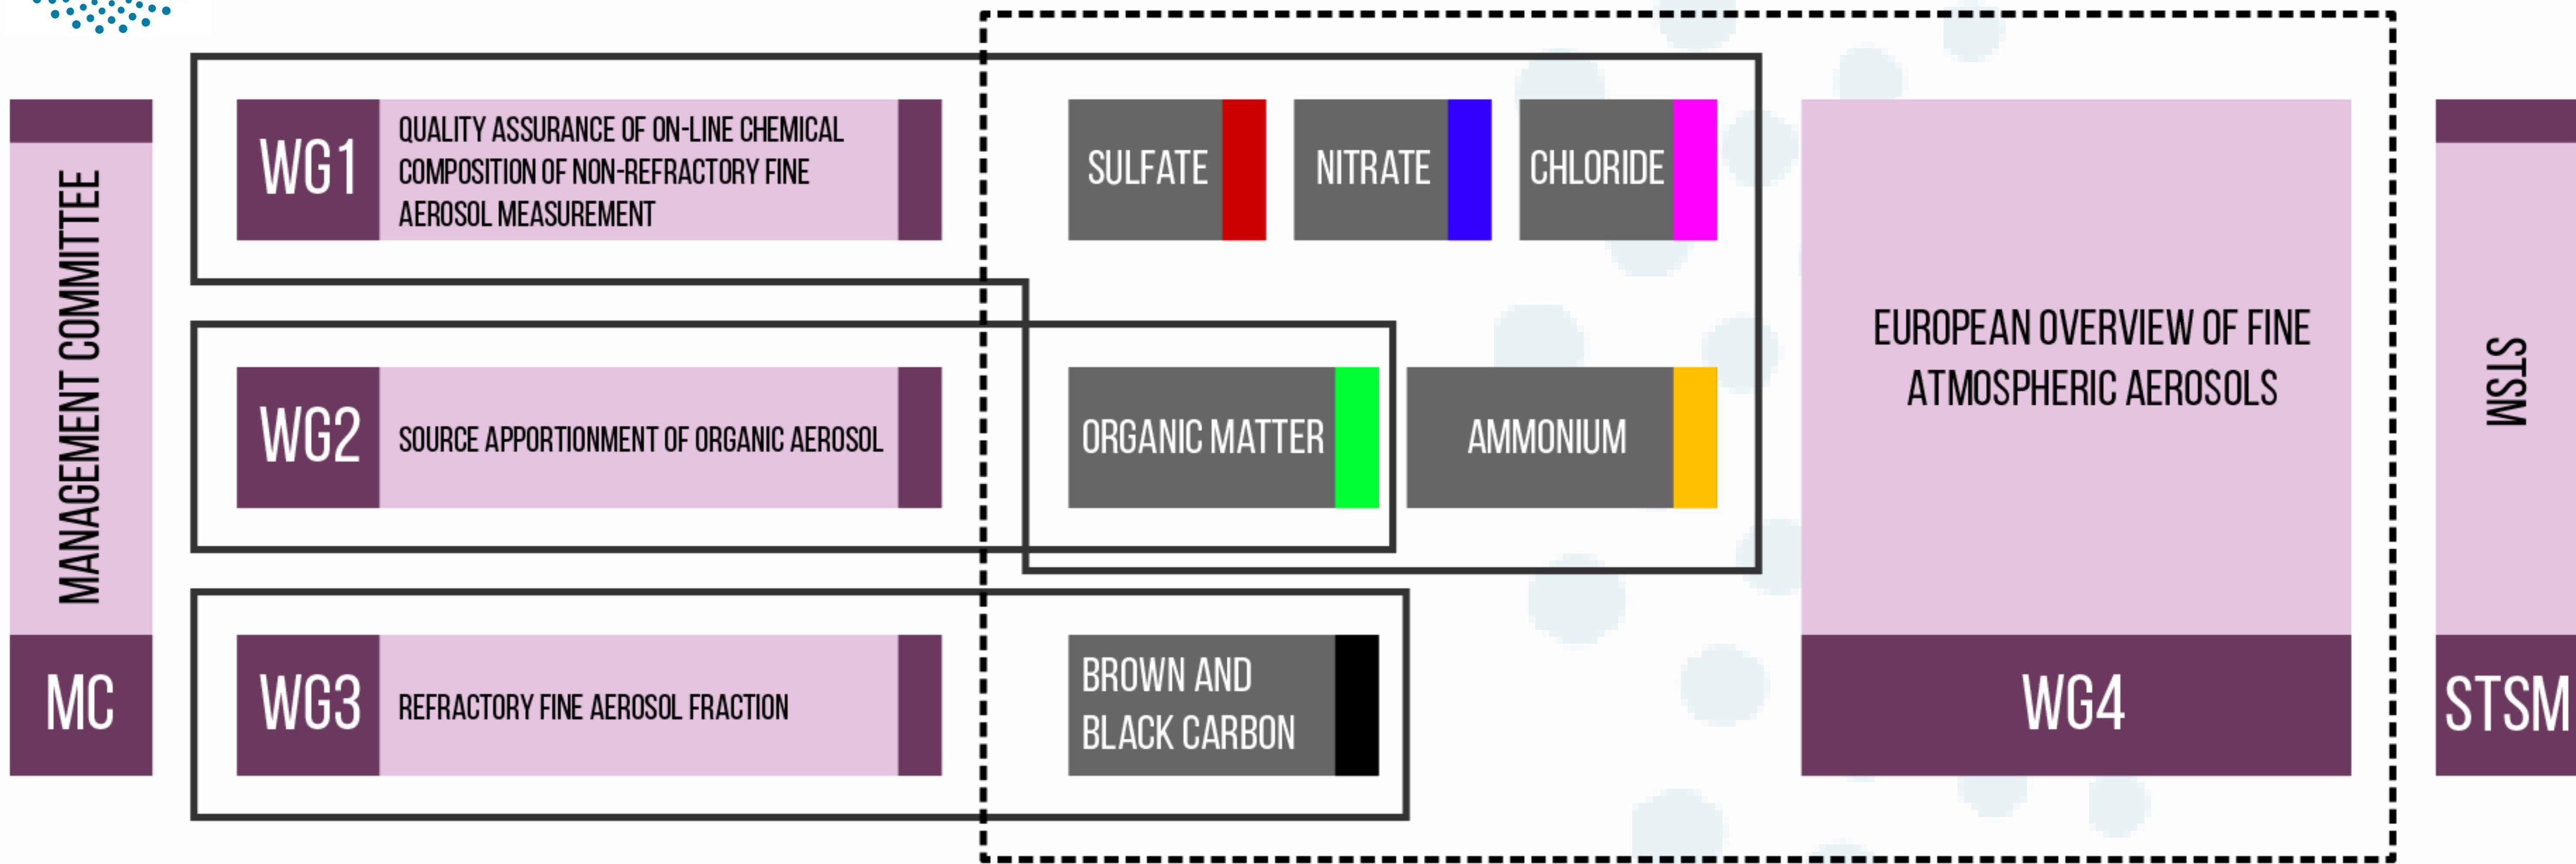 MANAGEMENT COMMITTEE
MC
WG1
QUALITY ASSURANCE OF ON-LINE CHEMICAL
COMPOSITION OF NON-REFRACTORY FINE
AEROSOL MEASUREMENT
SULFATE
NITRATE
CHLORIDE
WG2
SOURCE APPORTIONMENT OF ORGANIC AEROSOL
ORGANIC MATTER
AMMONIUM
WG3
REFRACTORY FINE AEROSOL FRACTION
BROWN AND
BLACK CARBON
EUROPEAN OVERVIEW OF FINE
ATMOSPHERIC AEROSOLS
WG4
STSM
STSM